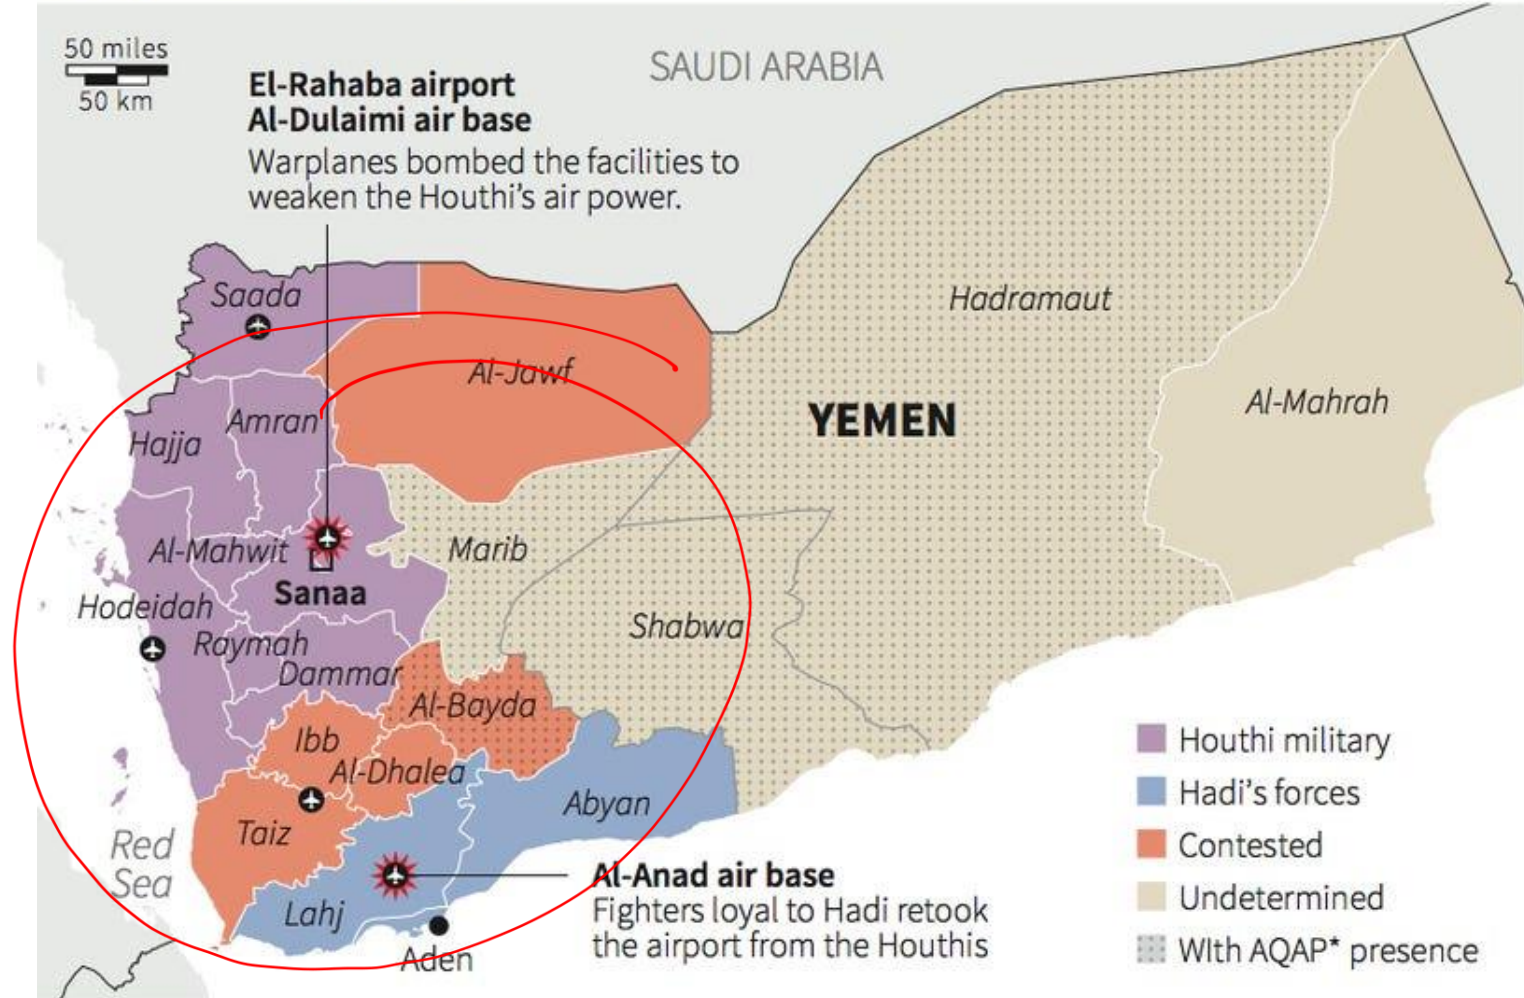 50 miles
50 km
El-Rahaba airport
Al-Dulaimi air base
Warplanes bombed the facilities to
weaken the Houthi's air power.
SAUDI ARABIA
Saada
Al-Jawf
Hadramaut
Amran
Hajja
YEMEN
Al-Mahrah
Al-Mahwit
Marib
Sanaa
Hodeidah
Shabwa
Raymah
Dammar
Al-Bayda
Ibb
Al-Dhalea
Abyan
Taiz
Red
Sea
Lahj
Aden
Al-Anad air base
Fighters loyal to Hadi retook
the airport from the Houthis
Houthi military
Hadi's forces
Contested
Undetermined
WIth AQAP* presence